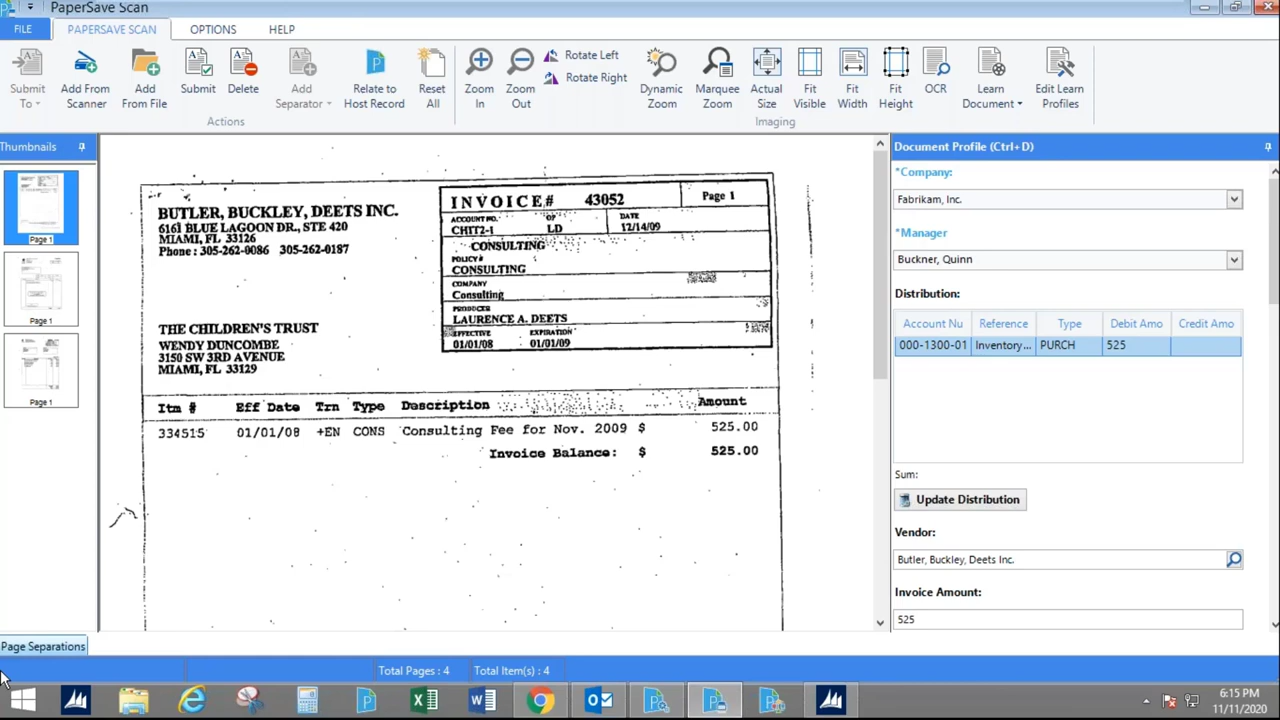 PaperSave Scan
FILE
PAPERSAVE SCAN
OPTIONS
HELP
Submit To
Add From Scanner
Add From File
Submit
Delete
Add Separator
Relate to Host Record
Reset All
Zoom In
Zoom Out
Rotate Left
Rotate Right
Dynamic Zoom
Marquee Zoom
Actual Size
Fit Visible
Fit Width
Fit Height
OCR
Learn Document
Edit Learn Profiles
Actions
Imaging
Thumbnails
Page 1
Page 1
Page 1
BUTLER, BUCKLEY, DEETS INC.
6161 BLUE LAGOON DR., STE 420
MIAMI, FL 33126
Phone : 305-262-0086 305-262-0187
INVOICE# 43052 Page 1
ACCOUNT NO. OP DATE
CHIT2-1 LD 12/14/09
CONSULTING
POLICY#
CONSULTING
COMPANY
Consulting
PRODUCER
LAURENCE A. DEETS
EFFECTIVE EXPIRATION
01/01/08 01/01/09
THE CHILDREN'S TRUST
WENDY DUNCOMBE
3150 SW 3RD AVENUE
MIAMI, FL 33129
Itm # Eff Date Trn Type Description Amount
334515 01/01/08 +EN CONS Consulting Fee for Nov. 2009 $ 525.00
Invoice Balance: $ 525.00
Document Profile (Ctrl+D)
*Company:
Fabrikam, Inc.
*Manager
Buckner, Quinn
Distribution:
Account Nu Reference Type Debit Amo Credit Amo
000-1300-01 Inventory... PURCH 525
Sum:
Update Distribution
Vendor:
Butler, Buckley, Deets Inc.
Invoice Amount:
525
Page Separations
Total Pages : 4
Total Item(s) : 4
6:15 PM
11/11/2020